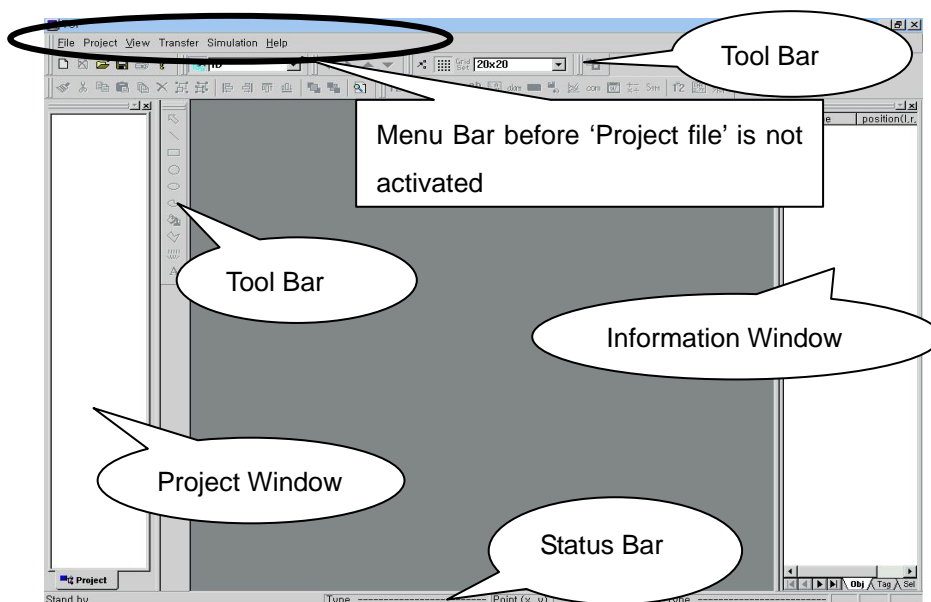 File Project View Transfer Simulation Help
Tool Bar
Grid Set 20x20
Menu Bar before ‘Project file’ is not
activated
position(l,r,
Tool Bar
Information Window
Project Window
Status Bar
Project
Obj Tag Sel
Stand by
Type Point (x, y) Type